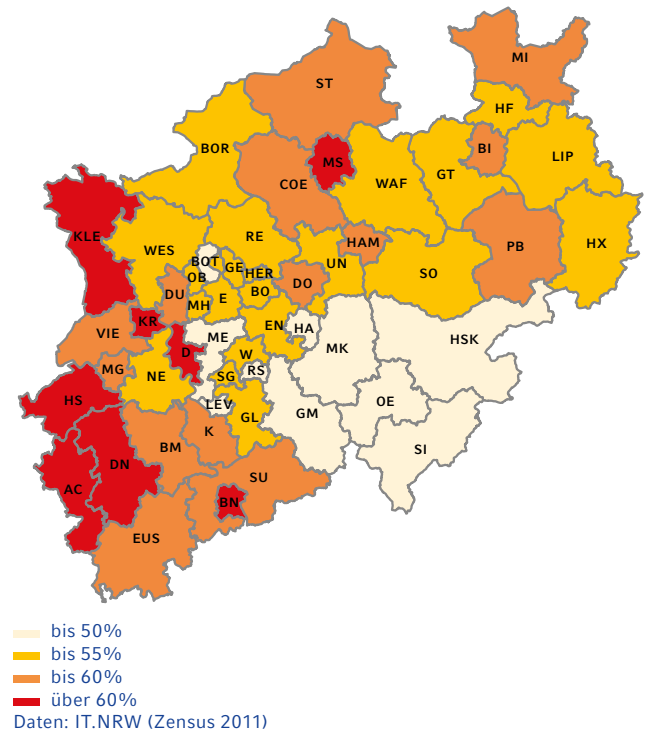 MI
ST
HF
BOR
BI
MS
LIP
GT
COE
WAF
KLE
RE
HAM
HX
WES
PB
BOT
UN
GE
HER
SO
OB
DO
DU
BO
E
MH
KR
EN
HA
VIE
ME
HSK
MK
D
W
MG
RS
NE
SG
HS
OE
LEV
GM
GL
K
BM
SI
DN
SU
AC
BN
EUS
bis 50%
bis 55%
bis 60%
über 60%
Daten: IT.NRW (Zensus 2011)